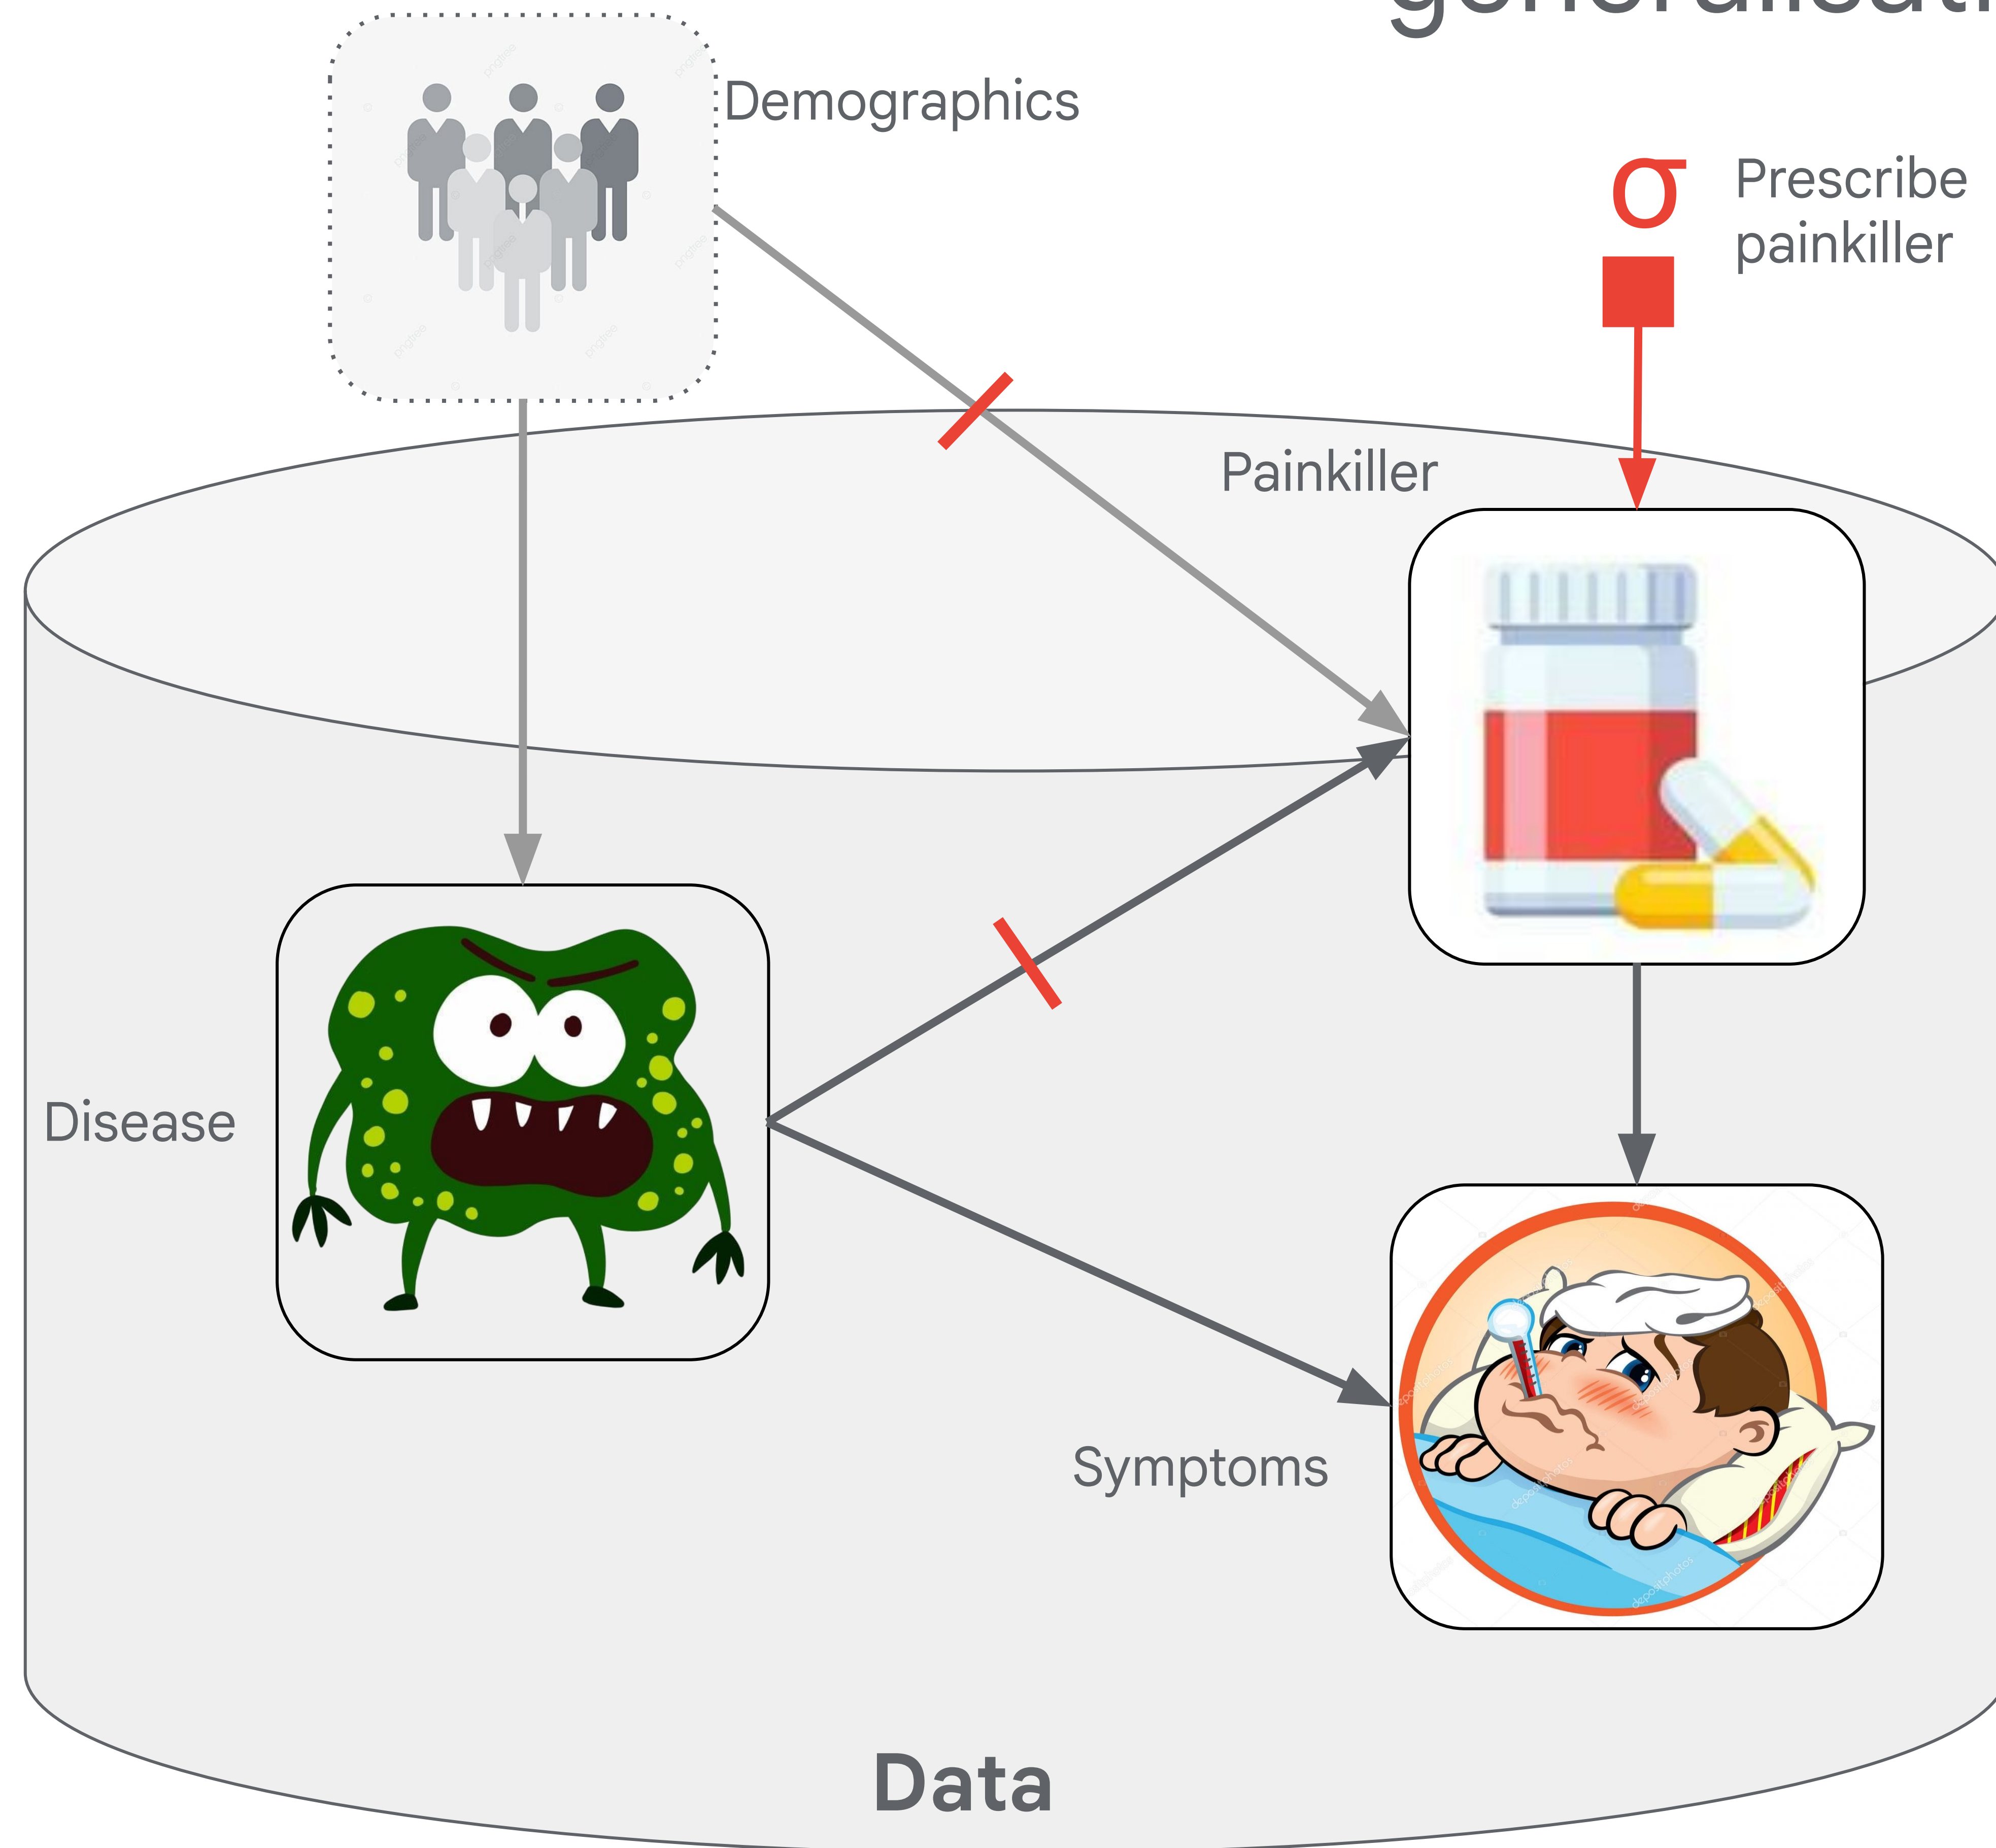 Demographics
σ
Prescribe
painkiller
Painkiller
Disease
Symptoms
Data